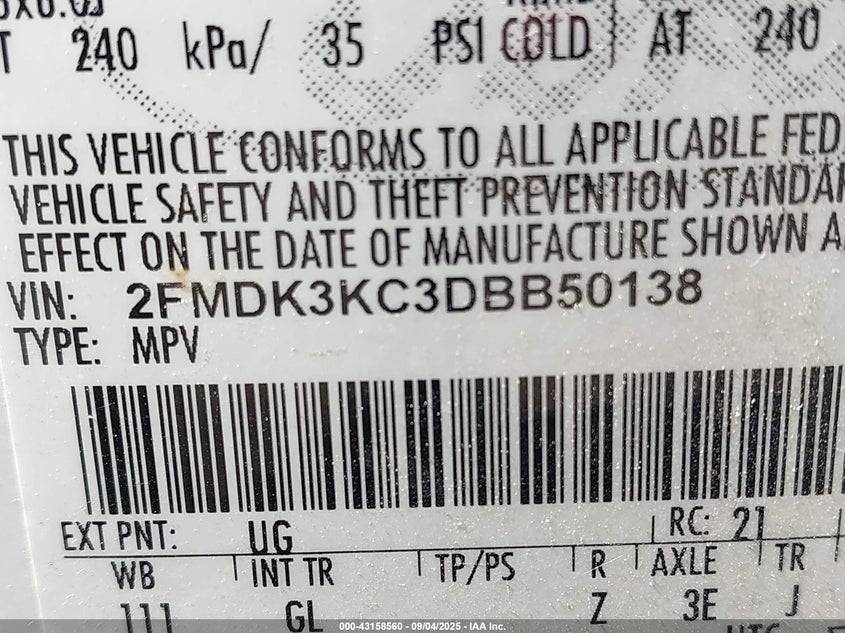 240 kPa/ 35 PSI COLD AT 240
THIS VEHICLE CONFORMS TO ALL APPLICABLE FED
VEHICLE SAFETY AND THEFT PREVENTION STANDAR
EFFECT ON THE DATE OF MANUFACTURE SHOWN A
VIN: 2FMDK3KC3DBB50138
TYPE: MPV
EXT PNT: UG RC: 21
WB INT TR TP/PS R AXLE TR
111 GL Z 3E J
000-43158560 - 09/04/2025 - IAA Inc.